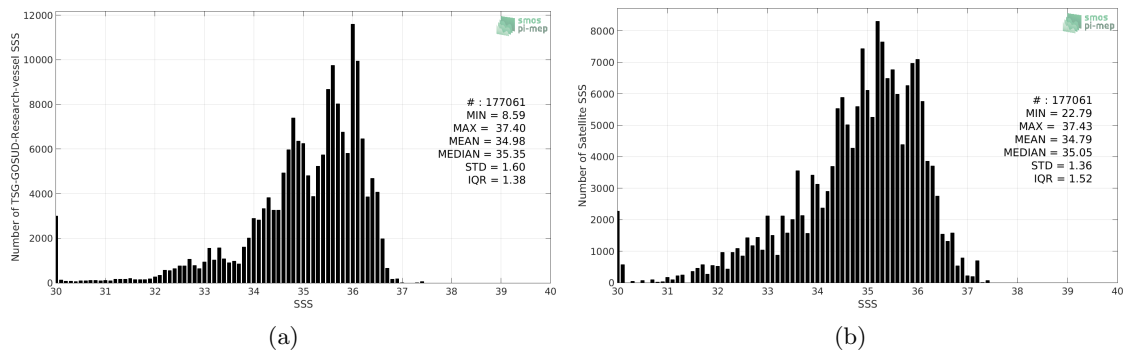 12000
10000
8000
6000
4000
2000
0
Number of TSG-GOSUD-Research-vessel SSS
smos
pi-mep
# : 177061
MIN = 8.59
MAX = 37.40
MEAN = 34.98
MEDIAN = 35.35
STD = 1.60
IQR = 1.38
30 31 32 33 34 35 36 37 38 39 40
SSS
(a)
8000
7000
6000
5000
4000
3000
2000
1000
0
Number of Satellite SSS
smos
pi-mep
# : 177061
MIN = 22.79
MAX = 37.43
MEAN = 34.79
MEDIAN = 35.05
STD = 1.36
IQR = 1.52
30 31 32 33 34 35 36 37 38 39 40
SSS
(b)